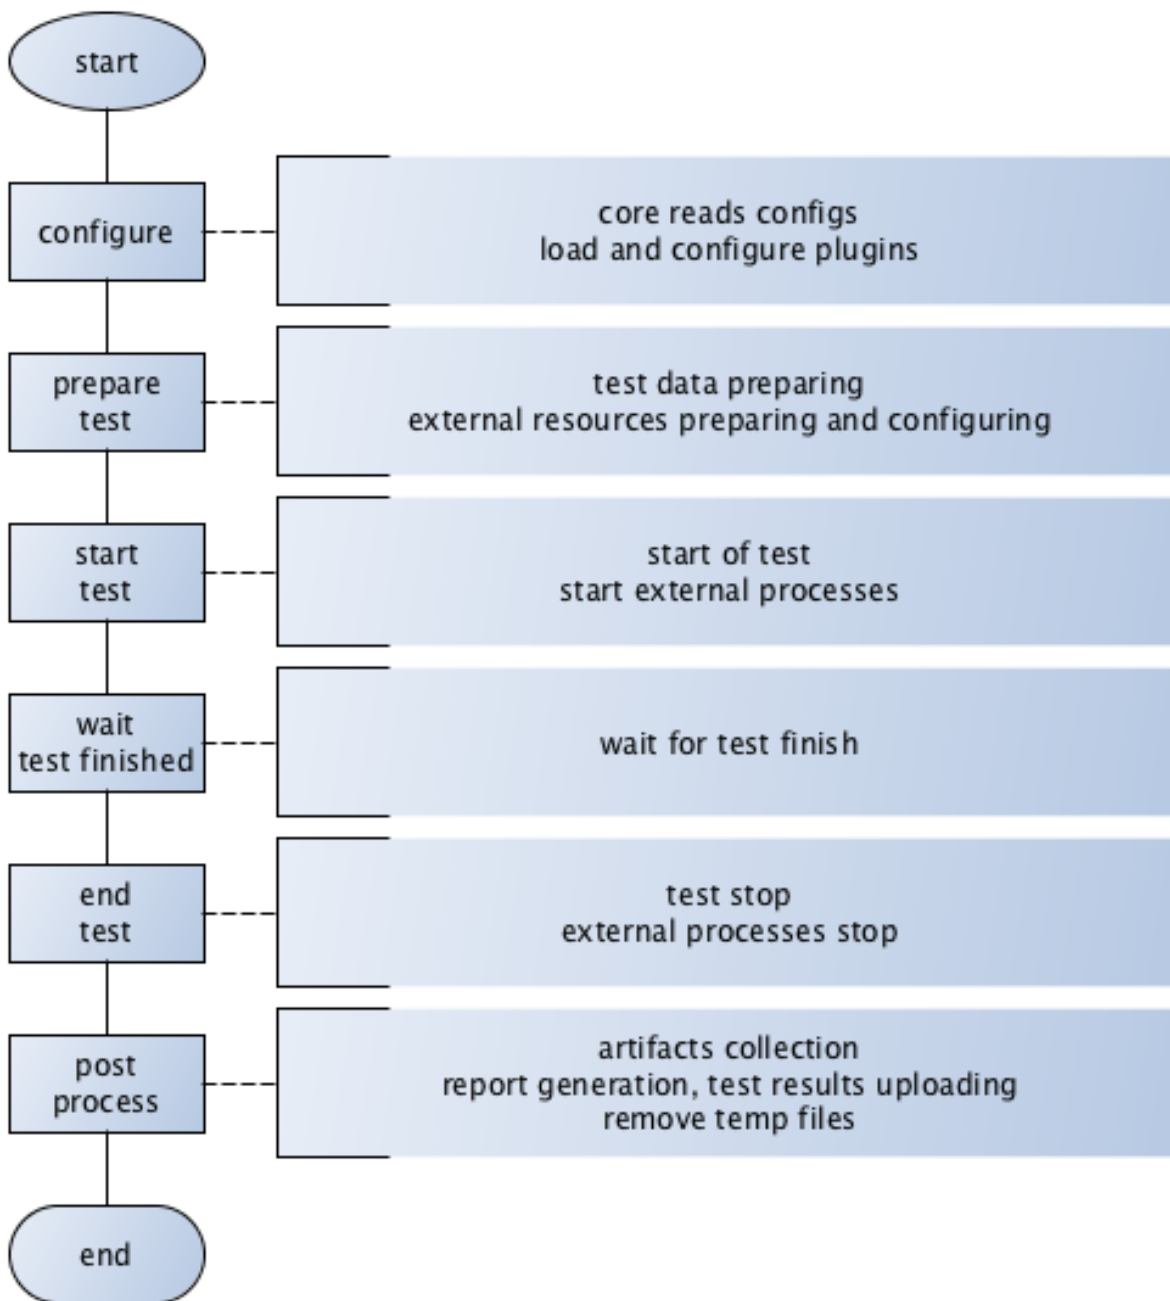 start
configure
core reads configs
load and configure plugins
prepare
test
test data preparing
external resources preparing and configuring
start
test
start of test
start external processes
wait
test finished
wait for test finish
end
test
test stop
external processes stop
post
process
artifacts collection
report generation, test results uploading
remove temp files
end